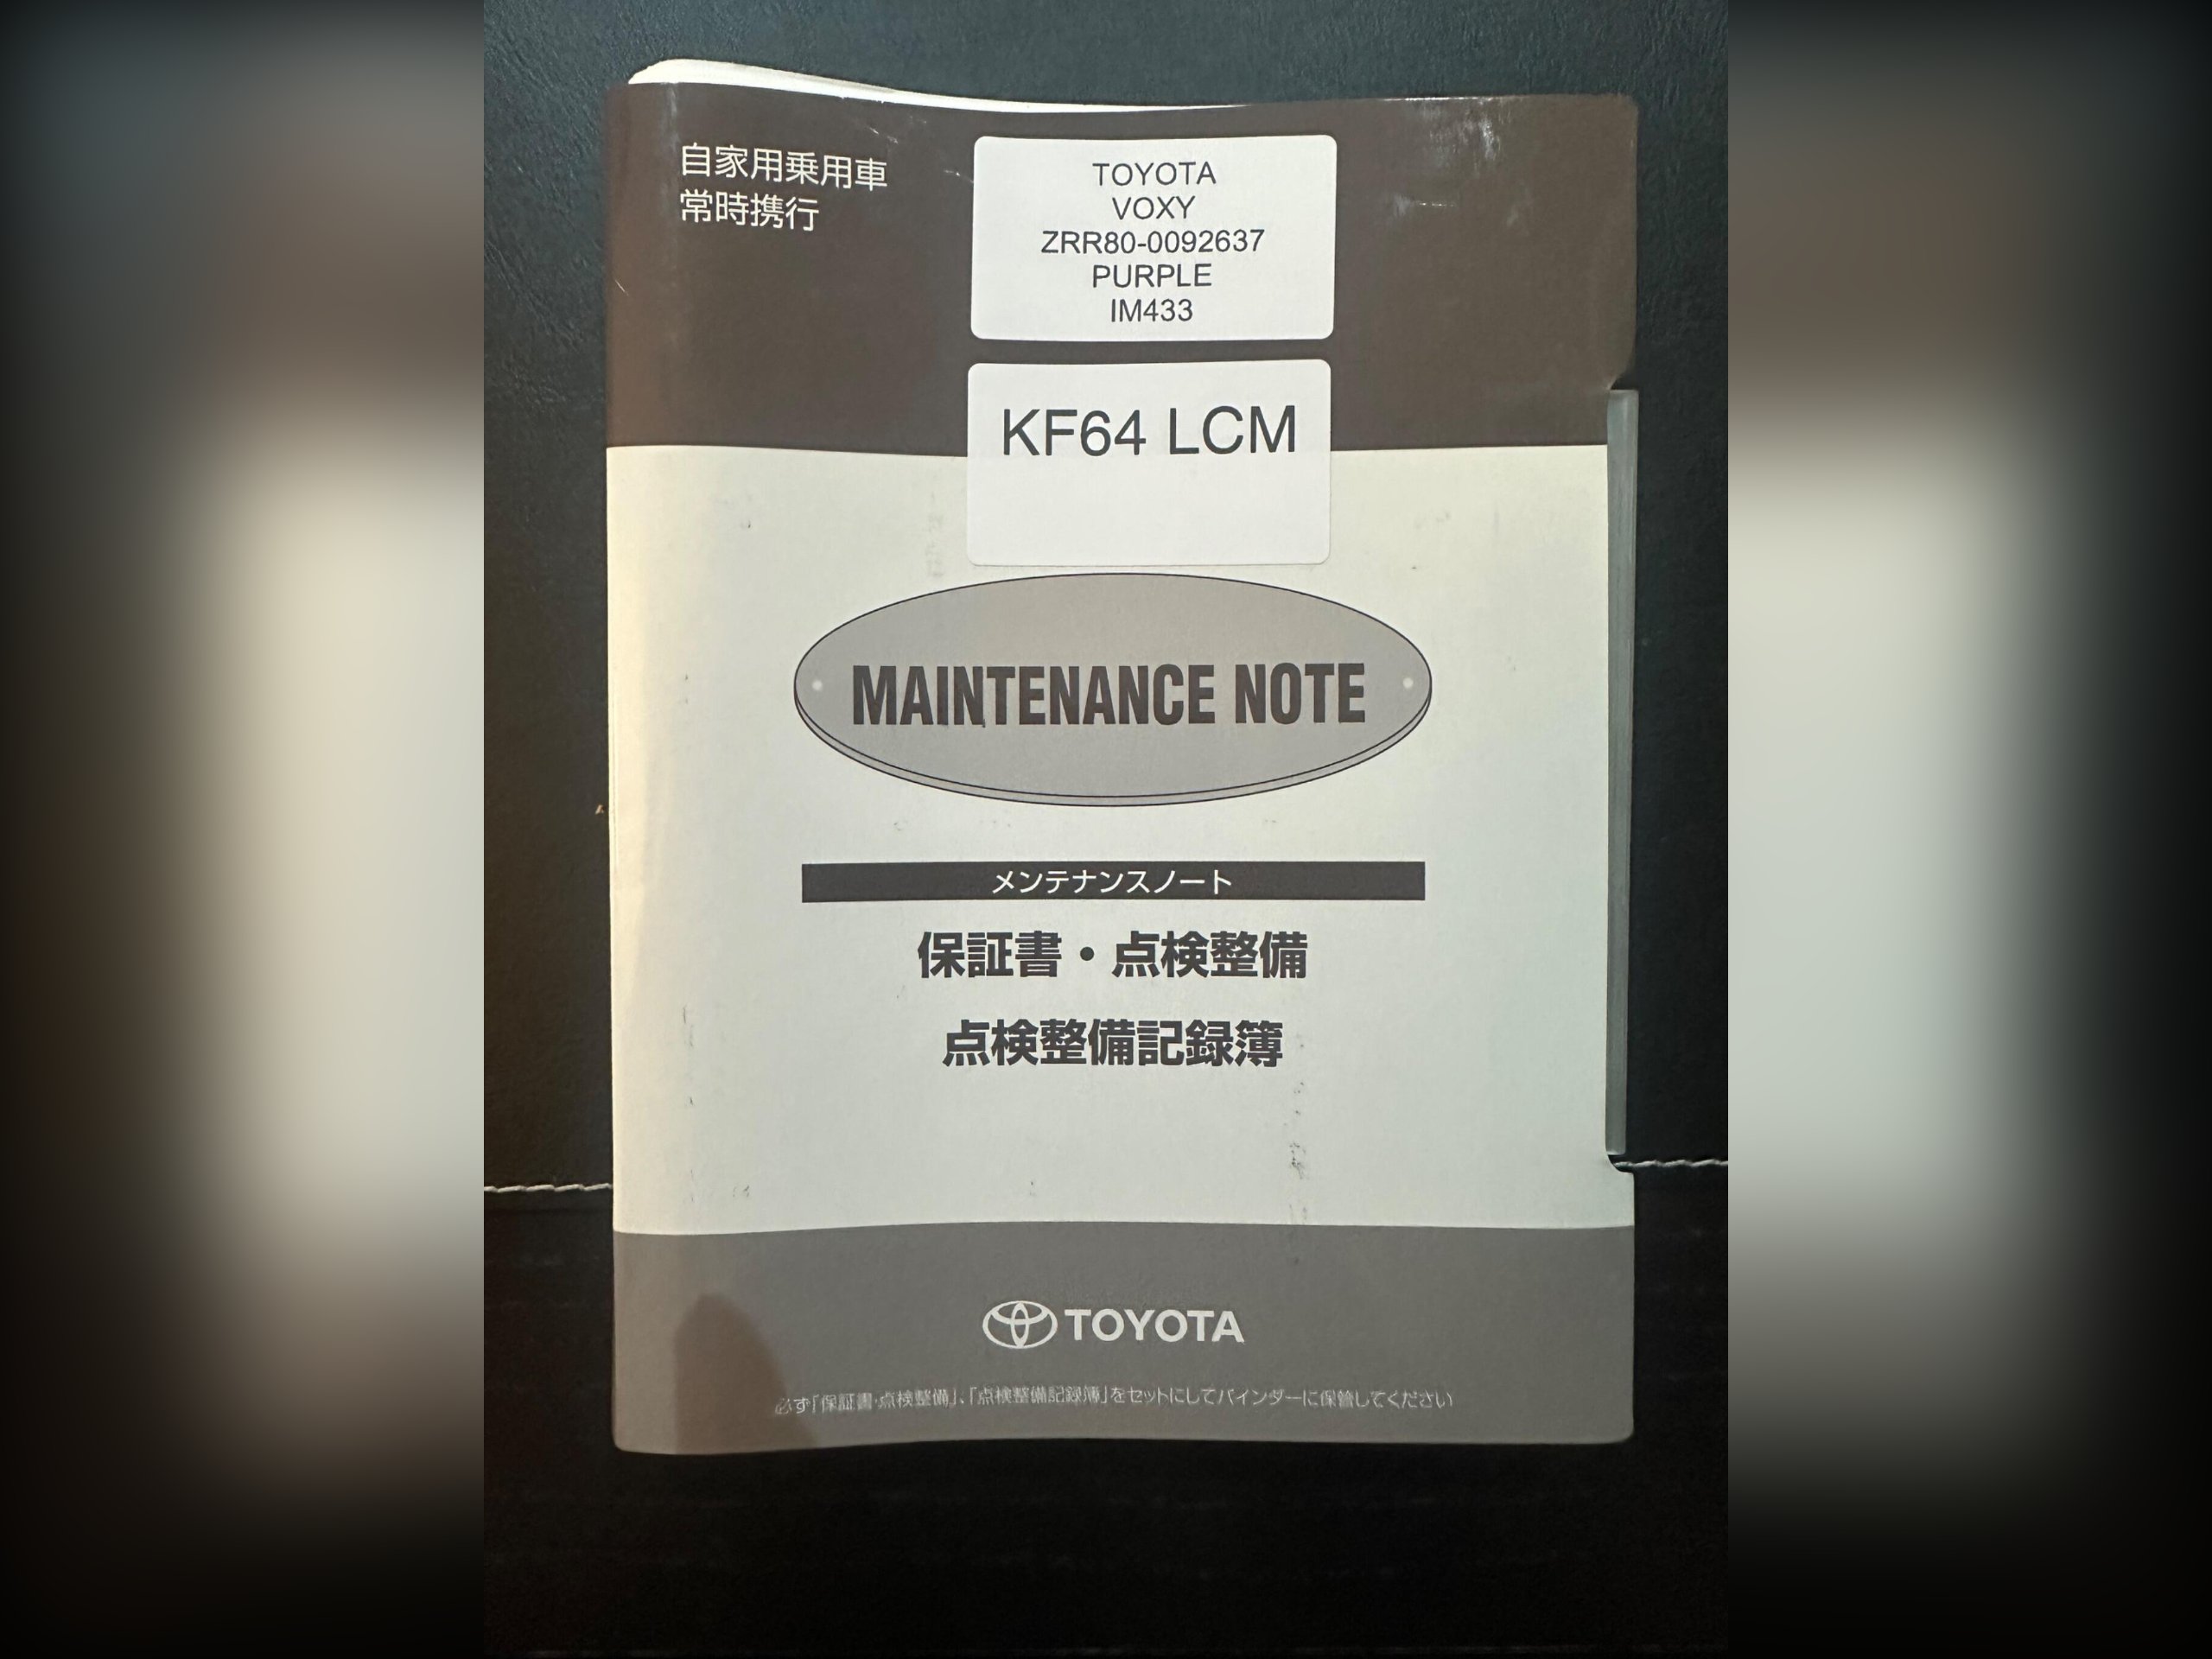 自家用乗用車
常時携行
TOYOTA
VOXY
ZRR80-0092637
PURPLE
IM433
KF64 LCM
MAINTENANCE NOTE
メンテナンスノート
保証書・点検整備
点検整備記録簿
TOYOTA
必ず「保証書・点検整備」、「点検整備記録簿」をセットにしてバインダーに保管してください